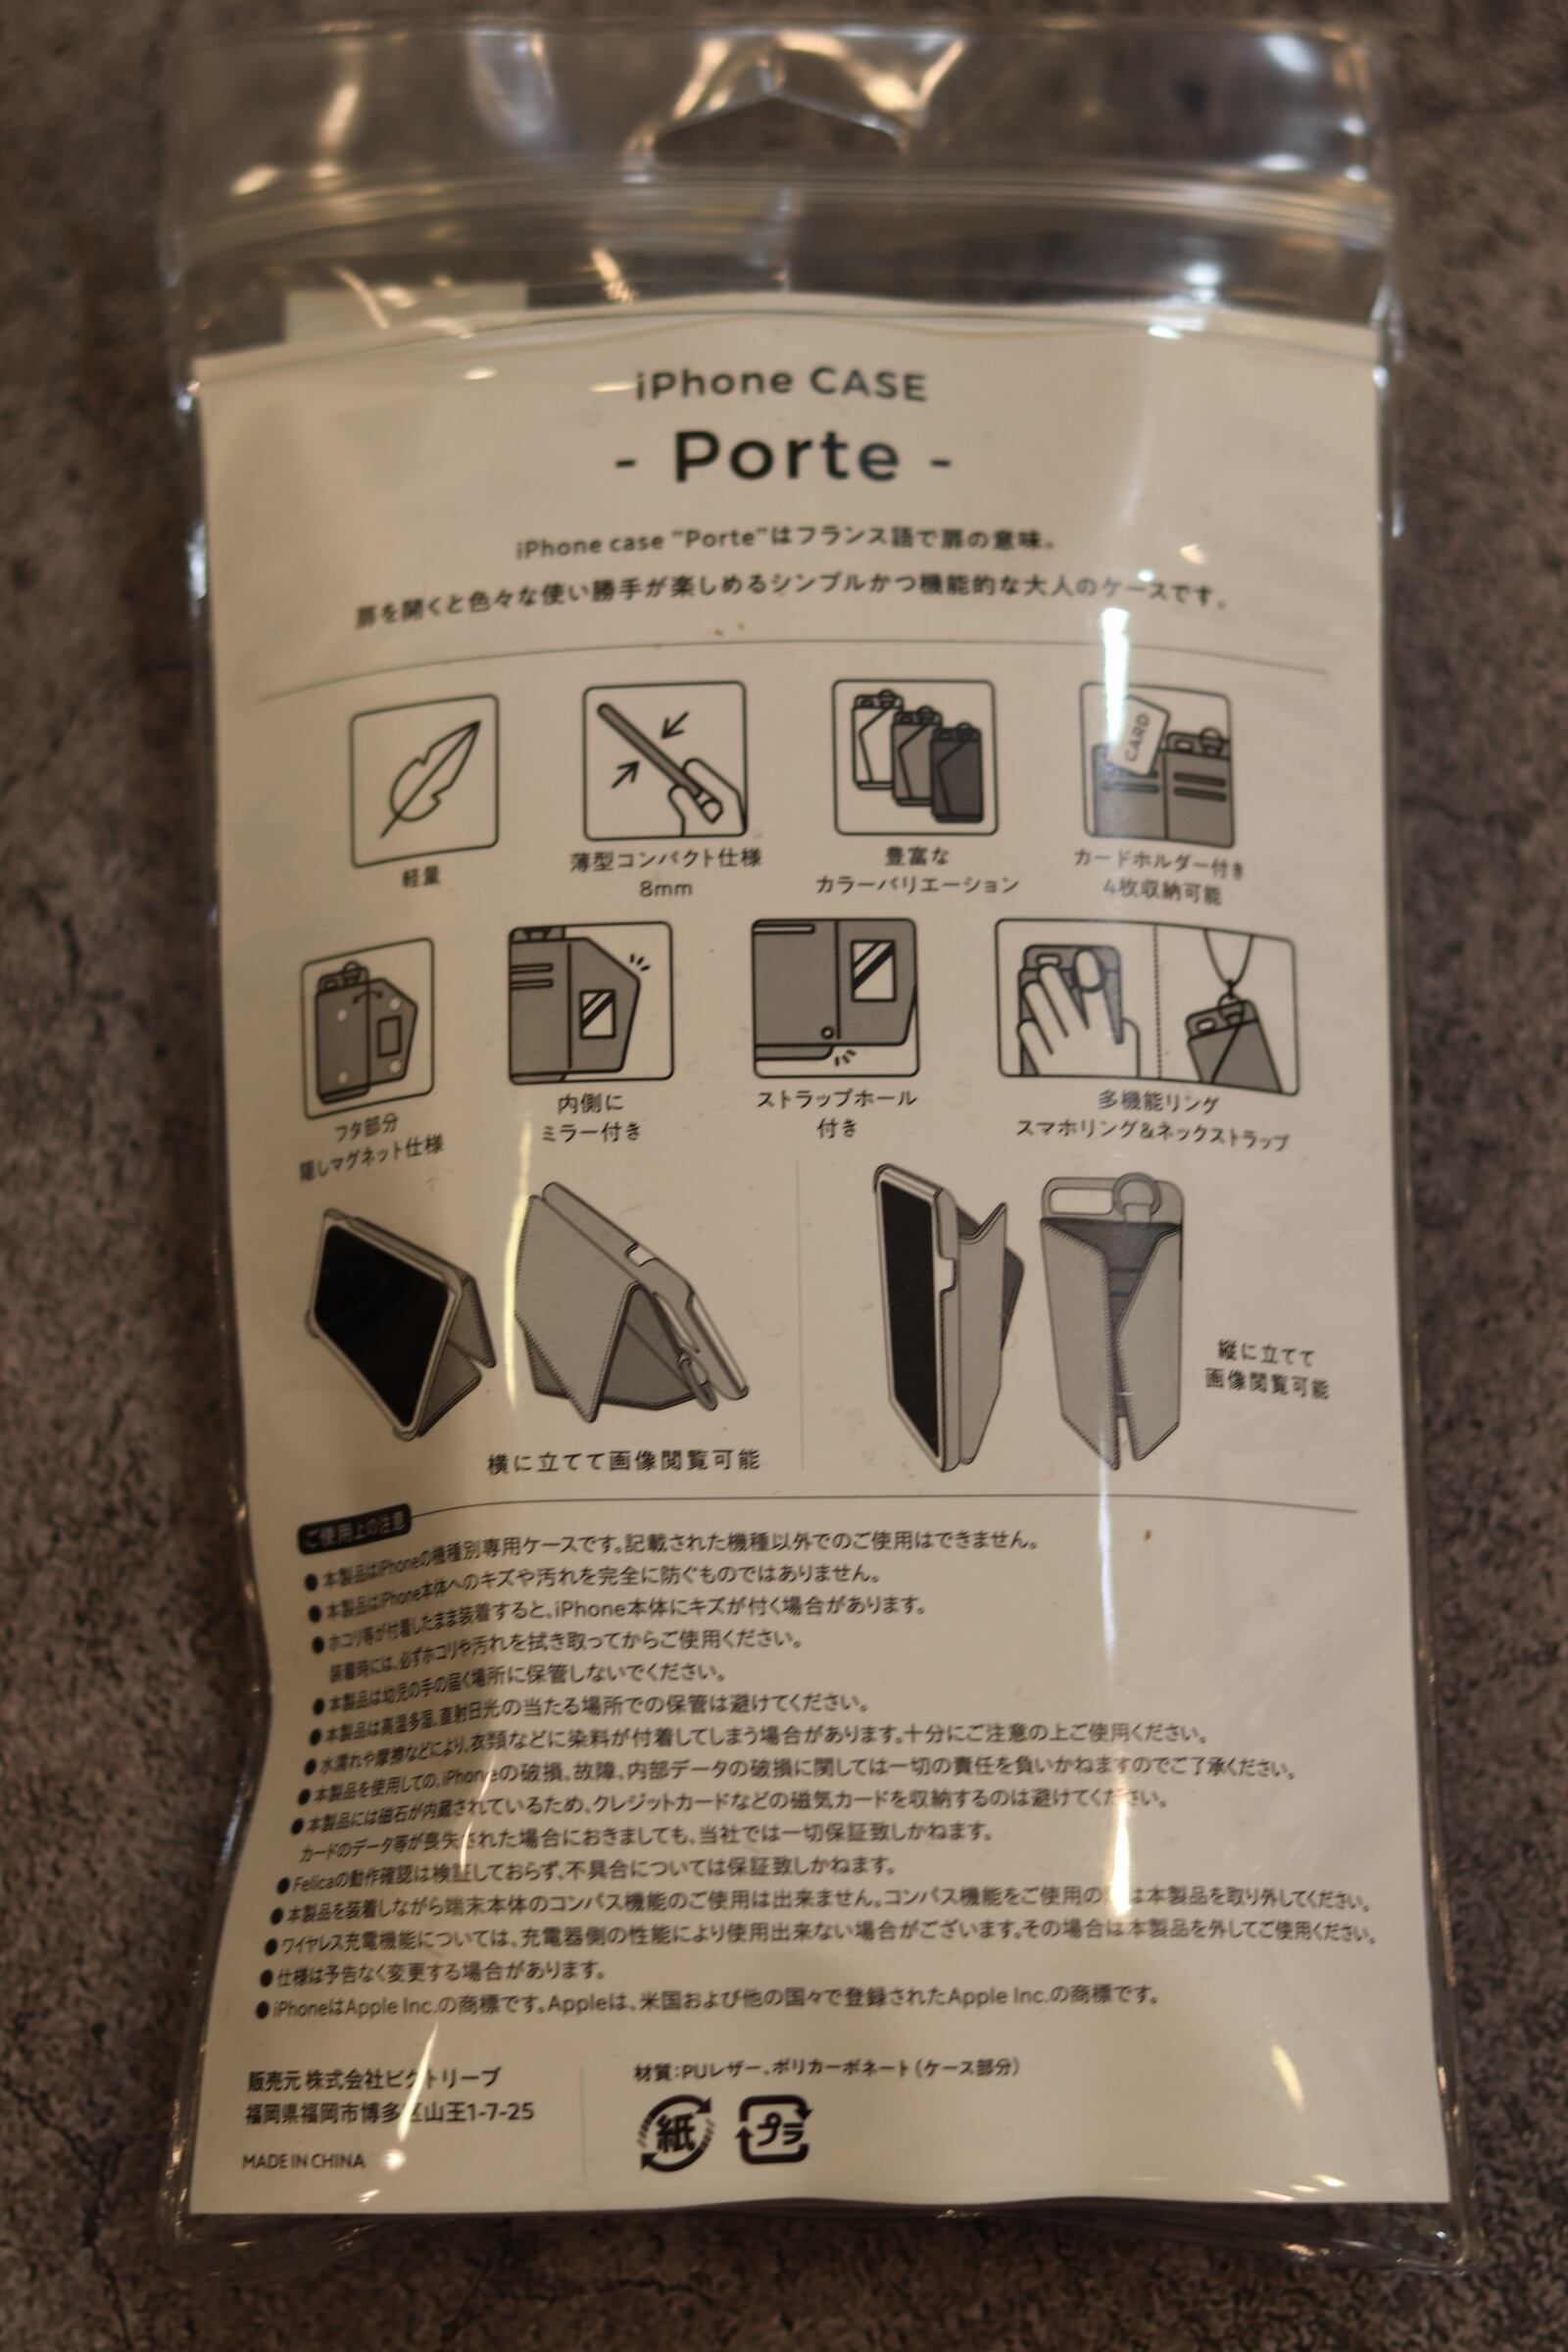 iPhone CASE
- Porte -
iPhone case "Porte"はフランス語で扉の意味。
扉を開くと色々な使い勝手が楽しめるシンプルかつ機能的な大人のケースです。
CARD
軽量
薄型コンパクト仕様
8mm
豊富な
カラーバリエーション
カードホルダー付き
4枚収納可能
フタ部分
隠しマグネット仕様
内側に
ミラー付き
ストラップホール
付き
多機能リング
スマホリング&ネックストラップ
横に立てて画像閲覧可能
縦に立てて
画像閲覧可能
ご使用上の注意
●本製品はiPhoneの機種別専用ケースです。記載された機種以外でのご使用はできません。
●本製品はiPhone本体へのキズや汚れを完全に防ぐものではありません。
●ホコリ等が付着したまま装着すると、iPhone本体にキズが付く場合があります。
装着時には、必ずホコリや汚れを拭き取ってからご使用ください。
●本製品は幼児の手の届く場所に保管しないでください。
●本製品は高温多湿、直射日光の当たる場所での保管は避けてください。
●水濡れや摩擦などにより、衣類などに染料が付着してしまう場合があります。十分にご注意の上ご使用ください。
●本製品を使用しての、iPhoneの破損、故障、内部データの破損に関しては一切の責任を負いかねますのでご了承ください。
●本製品には磁石が内蔵されているため、クレジットカードなどの磁気カードを収納するのは避けてください。
カードのデータ等が喪失された場合におきましても、当社では一切保証致しかねます。
●Felicaの動作確認は検証しておらず、不具合については保証致しかねます。
●本製品を装着しながら端末本体のコンパス機能のご使用は出来ません。コンパス機能をご使用の は本製品を取り外してください。
●ワイヤレス充電機能については、充電器側の性能により使用出来ない場合がございます。その場合は本製品を外してご使用ください。
●仕様は予告なく変更する場合があります。
●iPhoneはApple Inc.の商標です。Appleは、米国および他の国々で登録されたApple Inc.の商標です。
販売元 株式会社ビクトリーブ
福岡県福岡市博多区山王1-7-25
MADE IN CHINA
材質:PUレザー、ポリカーボネート(ケース部分)
紙 プラ